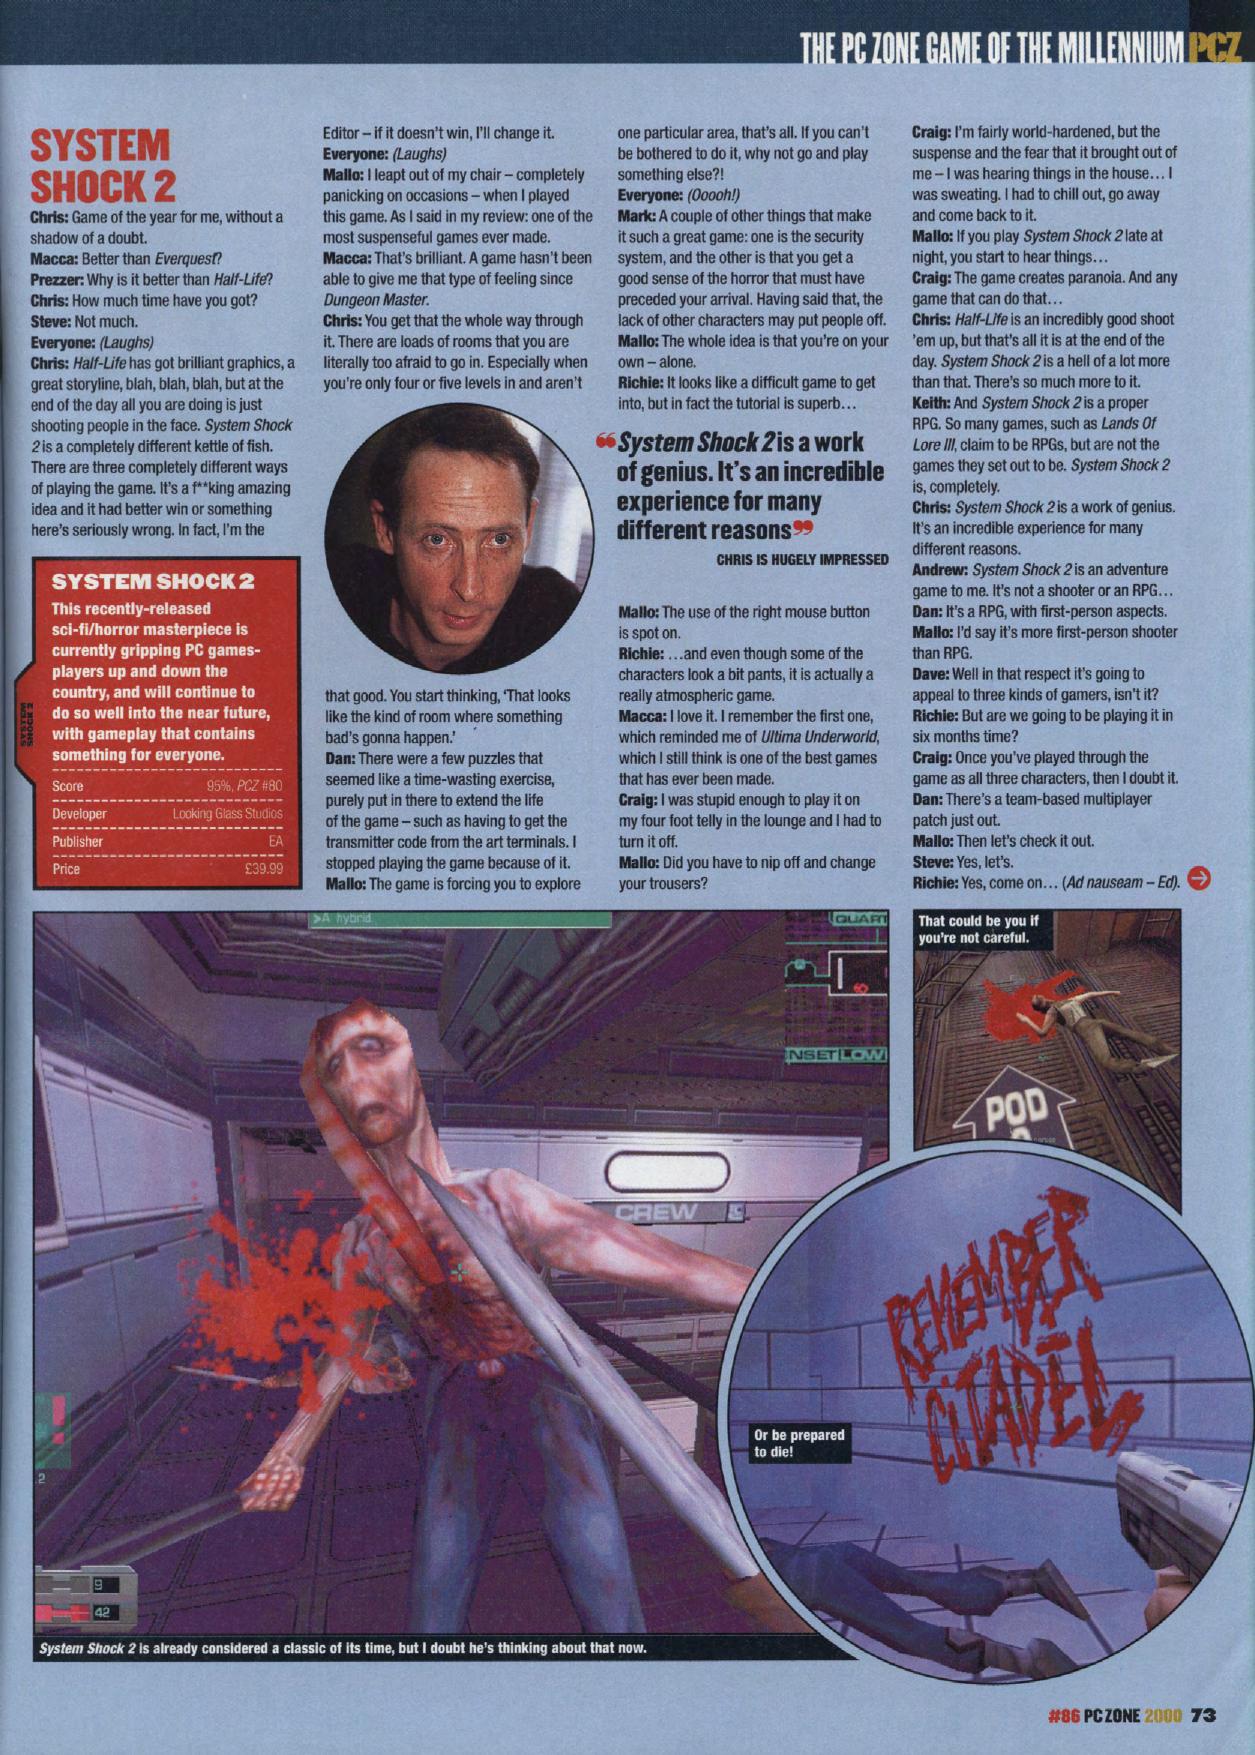 THE PC ZONE GAME OF THE MILLENNIUM PCZ
SYSTEM
SHOCK 2
Chris: Game of the year for me, without a
shadow of a doubt.
Macca: Better than Everquest?
Prezzer: Why is it better than Half-Life?
Chris: How much time have you got?
Steve: Not much.
Everyone: (Laughs)
Chris: Half-Life has got brilliant graphics, a
great storyline, blah, blah, blah, but at the
end of the day all you are doing is just
shooting people in the face. System Shock
2 is a completely different kettle of fish.
There are three completely different ways
of playing the game. It's a f**king amazing
idea and it had better win or something
here's seriously wrong. In fact, I'm the
SYSTEM SHOCK 2
This recently-released
sci-fi/horror masterpiece is
currently gripping PC games-
players up and down the
country, and will continue to
do so well into the near future,
with gameplay that contains
something for everyone.
SYSTEM
SHOCK 2
Score 95%, PCZ #80
Developer Looking Glass Studios
Publisher EA
Price £39.99
Editor – if it doesn't win, I'll change it.
Everyone: (Laughs)
Mallo: I leapt out of my chair – completely
panicking on occasions – when I played
this game. As I said in my review: one of the
most suspenseful games ever made.
Macca: That's brilliant. A game hasn't been
able to give me that type of feeling since
Dungeon Master.
Chris: You get that the whole way through
it. There are loads of rooms that you are
literally too afraid to go in. Especially when
you're only four or five levels in and aren't
that good. You start thinking, 'That looks
like the kind of room where something
bad's gonna happen.'
Dan: There were a few puzzles that
seemed like a time-wasting exercise,
purely put in there to extend the life
of the game – such as having to get the
transmitter code from the art terminals. I
stopped playing the game because of it.
Mallo: The game is forcing you to explore
one particular area, that's all. If you can't
be bothered to do it, why not go and play
something else?!
Everyone: (Ooooh!)
Mark: A couple of other things that make
it such a great game: one is the security
system, and the other is that you get a
good sense of the horror that must have
preceded your arrival. Having said that, the
lack of other characters may put people off.
Mallo: The whole idea is that you're on your
own – alone.
Richie: It looks like a difficult game to get
into, but in fact the tutorial is superb…
“System Shock 2 is a work
of genius. It's an incredible
experience for many
different reasons”
CHRIS IS HUGELY IMPRESSED
Mallo: The use of the right mouse button
is spot on.
Richie: …and even though some of the
characters look a bit pants, it is actually a
really atmospheric game.
Macca: I love it. I remember the first one,
which reminded me of Ultima Underworld,
which I still think is one of the best games
that has ever been made.
Craig: I was stupid enough to play it on
my four foot telly in the lounge and I had to
turn it off.
Mallo: Did you have to nip off and change
your trousers?
Craig: I'm fairly world-hardened, but the
suspense and the fear that it brought out of
me – I was hearing things in the house… I
was sweating. I had to chill out, go away
and come back to it.
Mallo: If you play System Shock 2 late at
night, you start to hear things…
Craig: The game creates paranoia. And any
game that can do that…
Chris: Half-Life is an incredibly good shoot
'em up, but that's all it is at the end of the
day. System Shock 2 is a hell of a lot more
than that. There's so much more to it.
Keith: And System Shock 2 is a proper
RPG. So many games, such as Lands Of
Lore III, claim to be RPGs, but are not the
games they set out to be. System Shock 2
is, completely.
Chris: System Shock 2 is a work of genius.
It's an incredible experience for many
different reasons.
Andrew: System Shock 2 is an adventure
game to me. It's not a shooter or an RPG…
Dan: It's a RPG, with first-person aspects.
Mallo: I'd say it's more first-person shooter
than RPG.
Dave: Well in that respect it's going to
appeal to three kinds of gamers, isn't it?
Richie: But are we going to be playing it in
six months time?
Craig: Once you've played through the
game as all three characters, then I doubt it.
Dan: There's a team-based multiplayer
patch just out.
Mallo: Then let's check it out.
Steve: Yes, let's.
Richie: Yes, come on… (Ad nauseam – Ed).
>A hybrid
QUART
60
INSET LOW
CREW
2
9
42
System Shock 2 is already considered a classic of its time, but I doubt he's thinking about that now.
That could be you if
you're not careful.
POD
REMEMBER
CITADEL
Or be prepared
to die!
#86 PC ZONE 2000 73